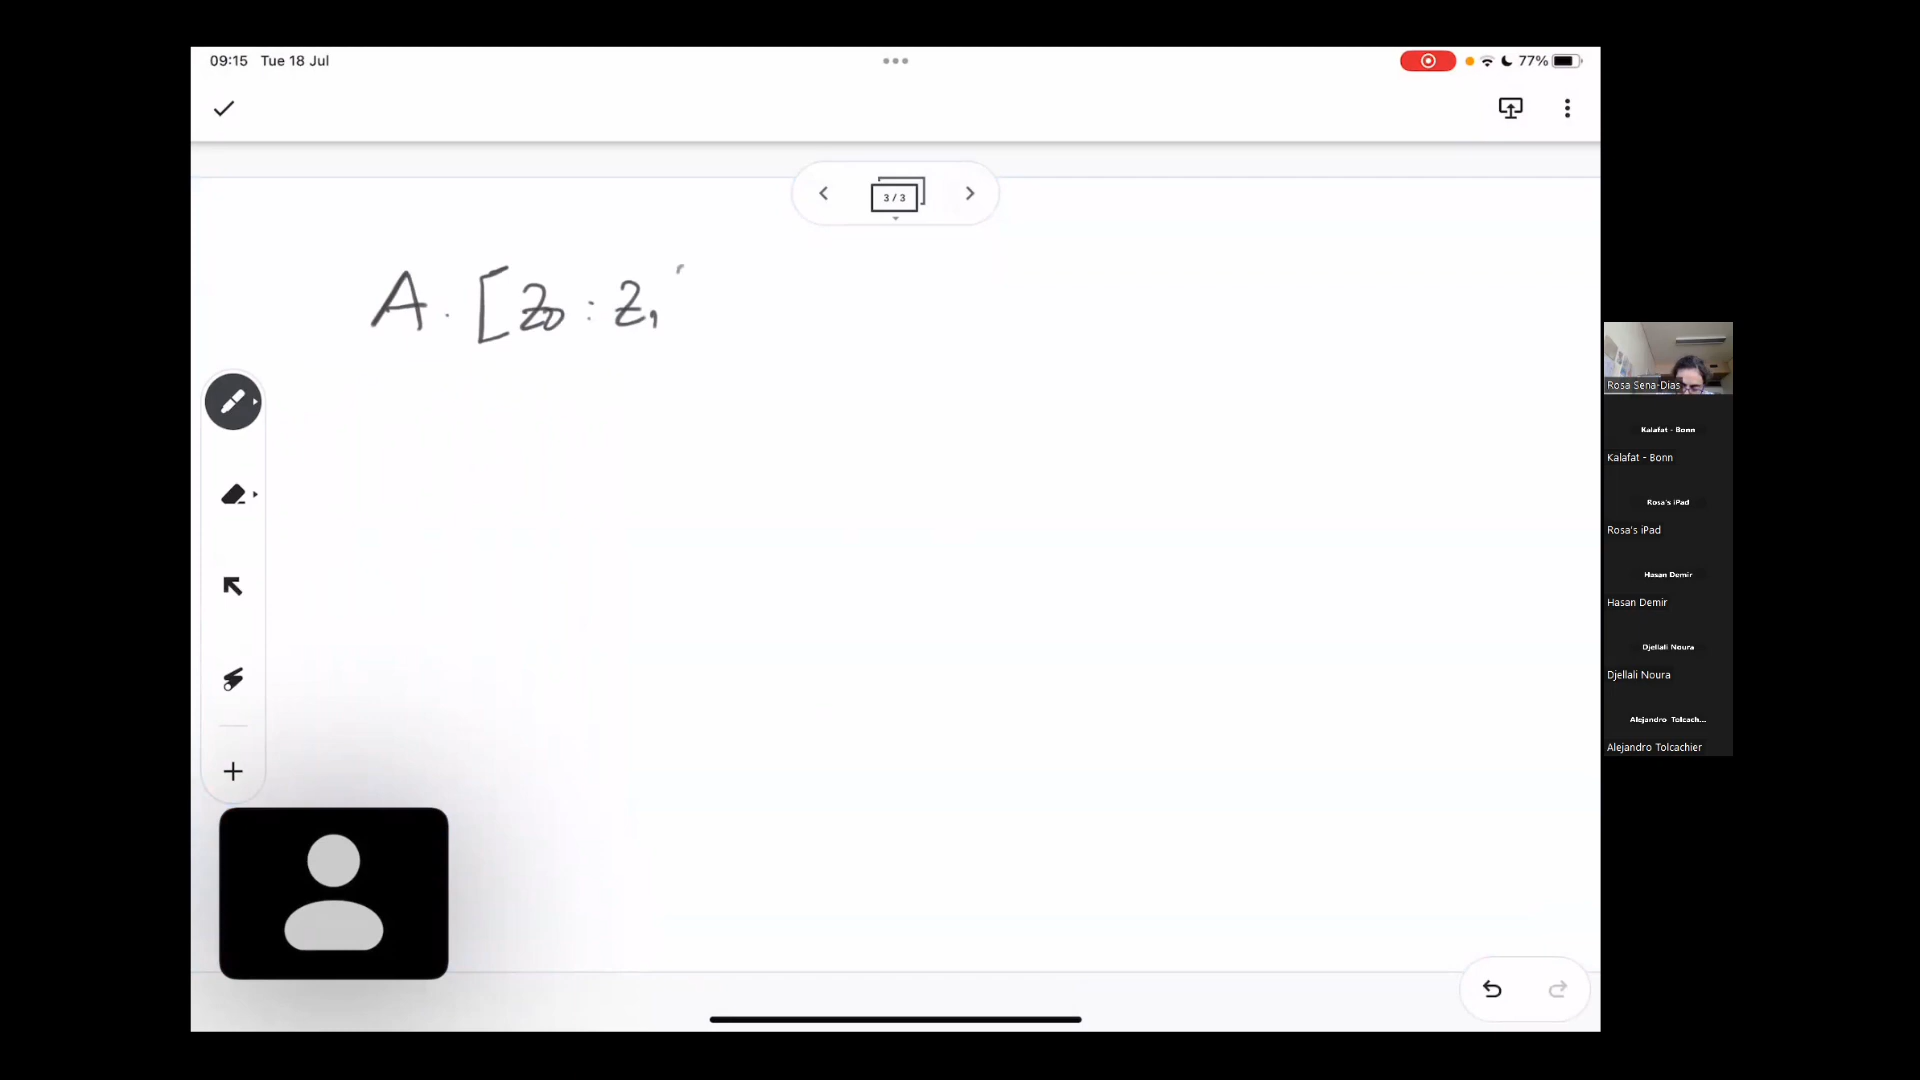 09:15 Tue 18 Jul
77%
3 / 3
A · [z₀ : z₁
Rosa Sena-Dias
Kalafat - Bonn
Kalafat - Bonn
Rosa's iPad
Rosa's iPad
Hasan Demir
Hasan Demir
Djellali Noura
Djellali Noura
Alejandro Tolcach...
Alejandro Tolcachier